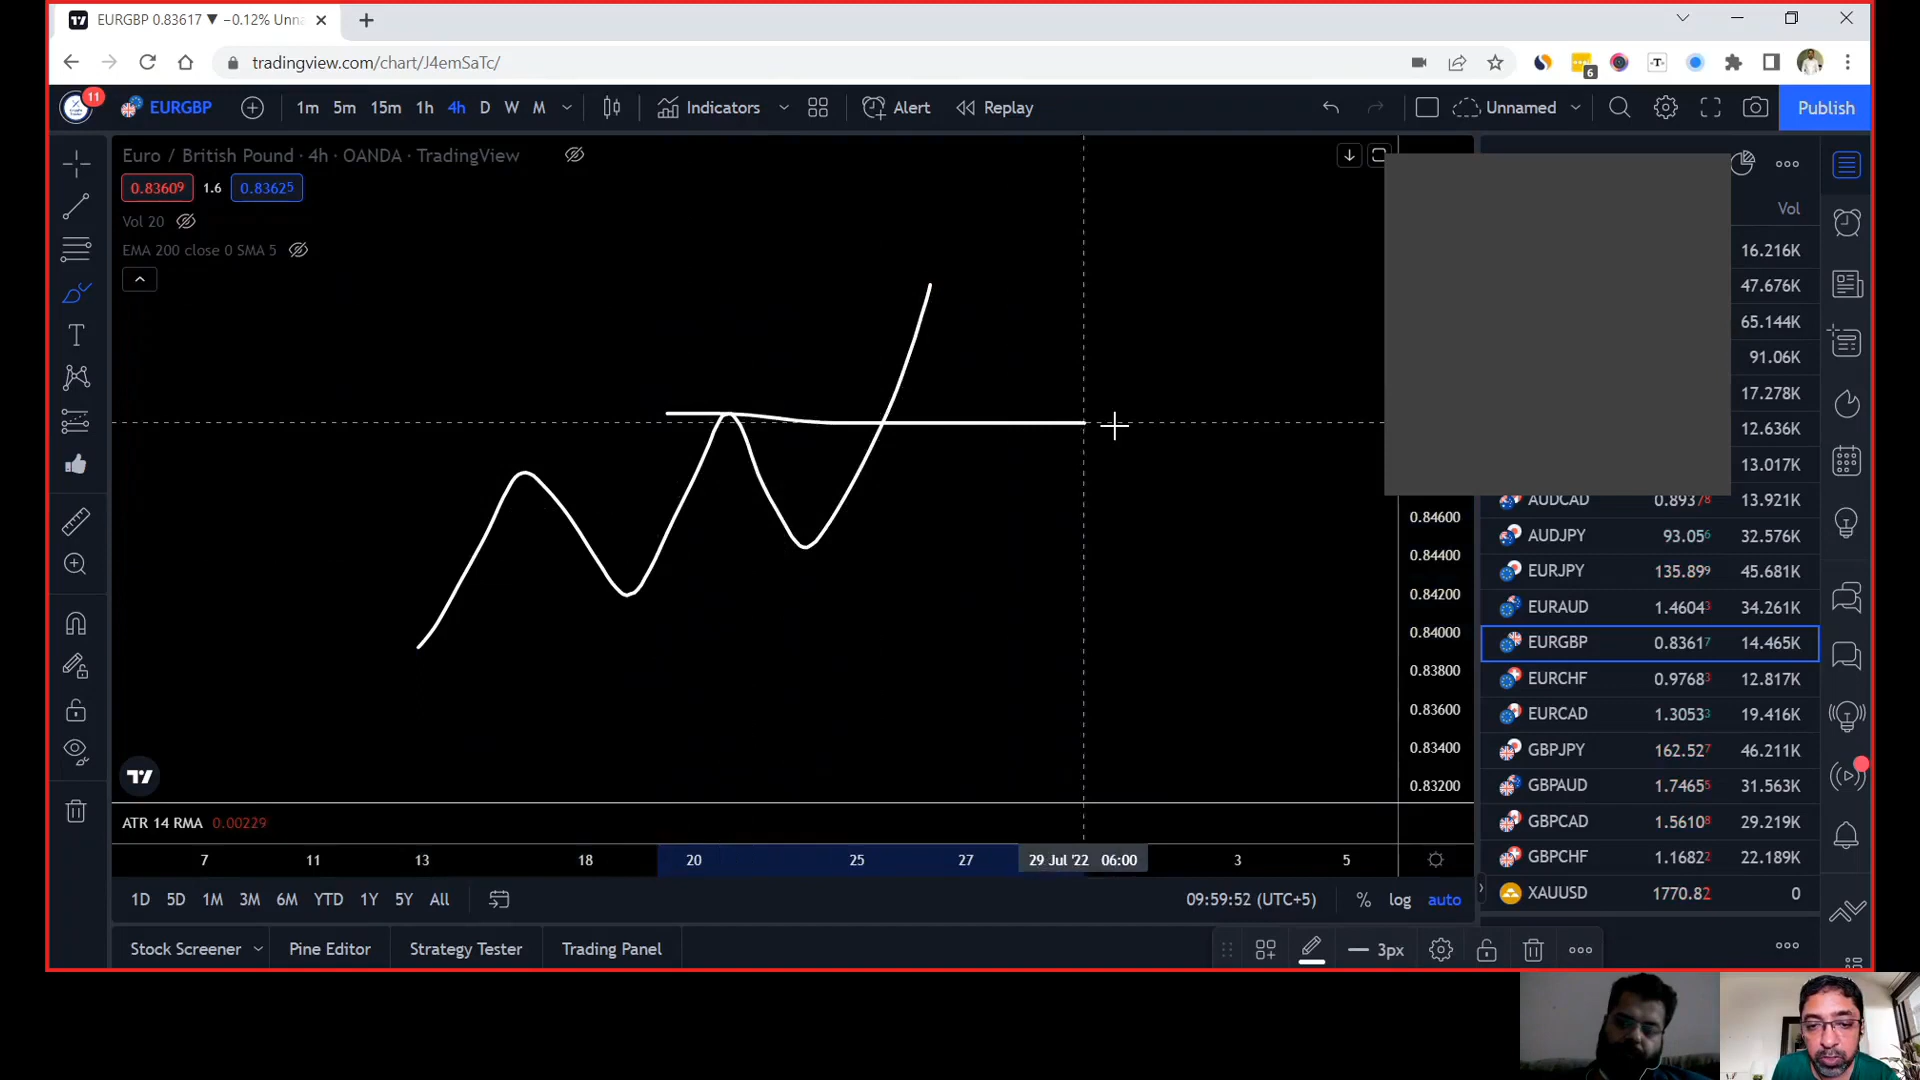 EURGBP 0.83617 ▼ −0.12% Unna
tradingview.com/chart/J4emSaTc/
6
-T-
11
EURGBP
1m 5m 15m 1h 4h D W M
Indicators
Alert
Replay
Unnamed
Publish
Euro / British Pound · 4h · OANDA · TradingView
0.83609 1.6 0.83625
Vol 20
EMA 200 close 0 SMA 5
Vol
16.216K
47.676K
65.144K
91.06K
17.278K
12.636K
13.017K
AUDCAD 0.89378 13.921K
AUDJPY 93.056 32.576K
EURJPY 135.899 45.681K
EURAUD 1.46043 34.261K
EURGBP 0.83617 14.465K
EURCHF 0.97683 12.817K
EURCAD 1.30533 19.416K
GBPJPY 162.527 46.211K
GBPAUD 1.74655 31.563K
GBPCAD 1.56108 29.219K
GBPCHF 1.16822 22.189K
XAUUSD 1770.82 0
0.84600
0.84400
0.84200
0.84000
0.83800
0.83600
0.83400
0.83200
ATR 14 RMA 0.00229
7 11 13 18 20 25 27 29 Jul '22 06:00 3 5
1D 5D 1M 3M 6M YTD 1Y 5Y All
09:59:52 (UTC+5) % log auto
Stock Screener Pine Editor Strategy Tester Trading Panel
3px